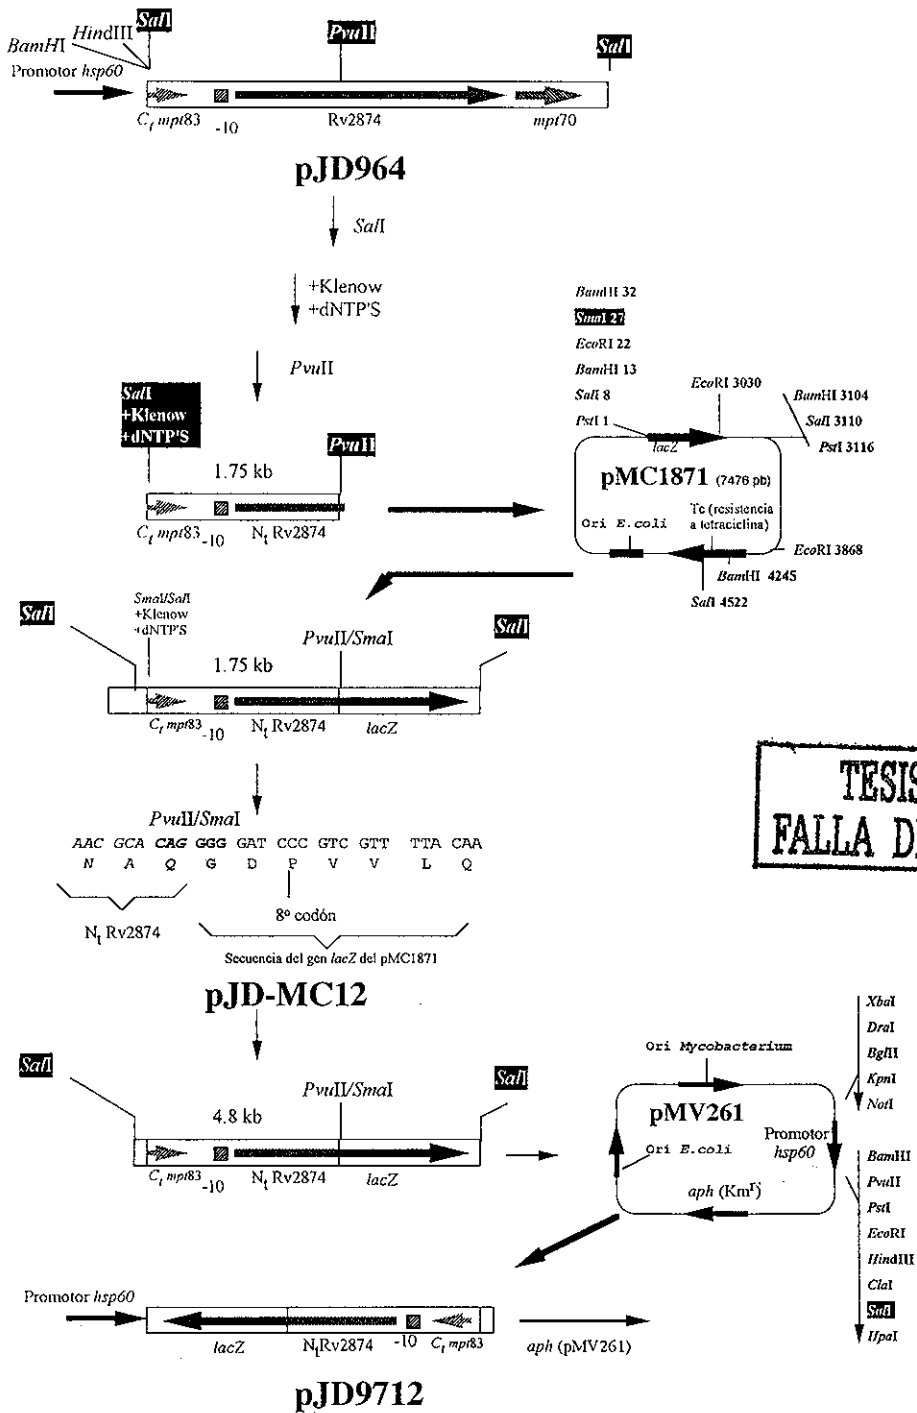 SalI
HindIII
BamHI
PvuII
SalI
Promotor hsp60
Ct mpt83
-10
Rv2874
mpt70
pJD964
SalI
+Klenow
+dNTP'S
PvuII
SalI
+Klenow
+dNTP'S
PvuII
1.75 kb
Ct mpt83
-10
Nt Rv2874
BamHI 32
SmaI 27
EcoRI 22
BamHI 13
SalI 8
PstI 1
EcoRI 3030
BamHI 3104
SalI 3110
PstI 3116
lacZ
pMC1871 (7476 pb)
Ori E.coli
Tc (resistencia
a tetraciclina)
EcoRI 3868
BamHI 4245
SalI 4522
SalI
SmaI/SalI
+Klenow
+dNTP'S
PvuII/SmaI
SalI
1.75 kb
Ct mpt83
-10
Nt Rv2874
lacZ
PvuII/SmaI
AAC GCA CAG GGG GAT CCC GTC GTT TTA CAA
N A Q G D P V V L Q
8º codón
Nt Rv2874
Secuencia del gen lacZ del pMC1871
pJD-MC12
TESIS
FALLA
SalI
PvuII/SmaI
SalI
4.8 kb
Ct mpt83
-10
Nt Rv2874
lacZ
Ori Mycobacterium
pMV261
Ori E.coli
Promotor
hsp60
aph (Kmr)
XbaI
DraI
BglII
KpnI
NotI
BamHI
PvuII
PstI
EcoRI
HindIII
ClaI
SalI
HpaI
Promotor hsp60
lacZ
NtRv2874
-10
Ct mpt83
aph (pMV261)
pJD9712